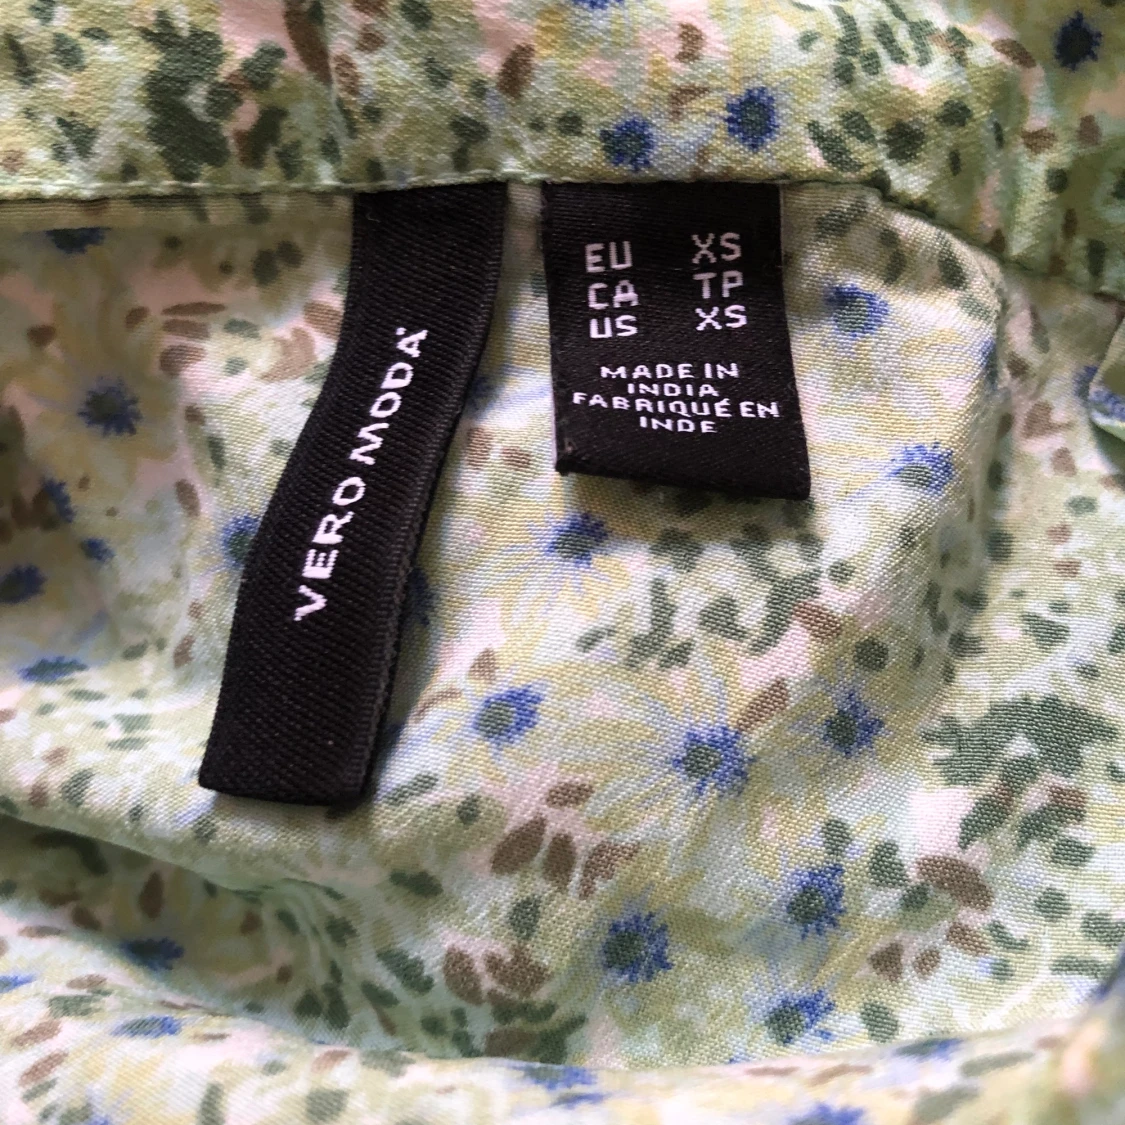 VERO MODA
EU XS
CA TP
US XS
MADE IN
INDIA
FABRIQUÉ EN
INDE